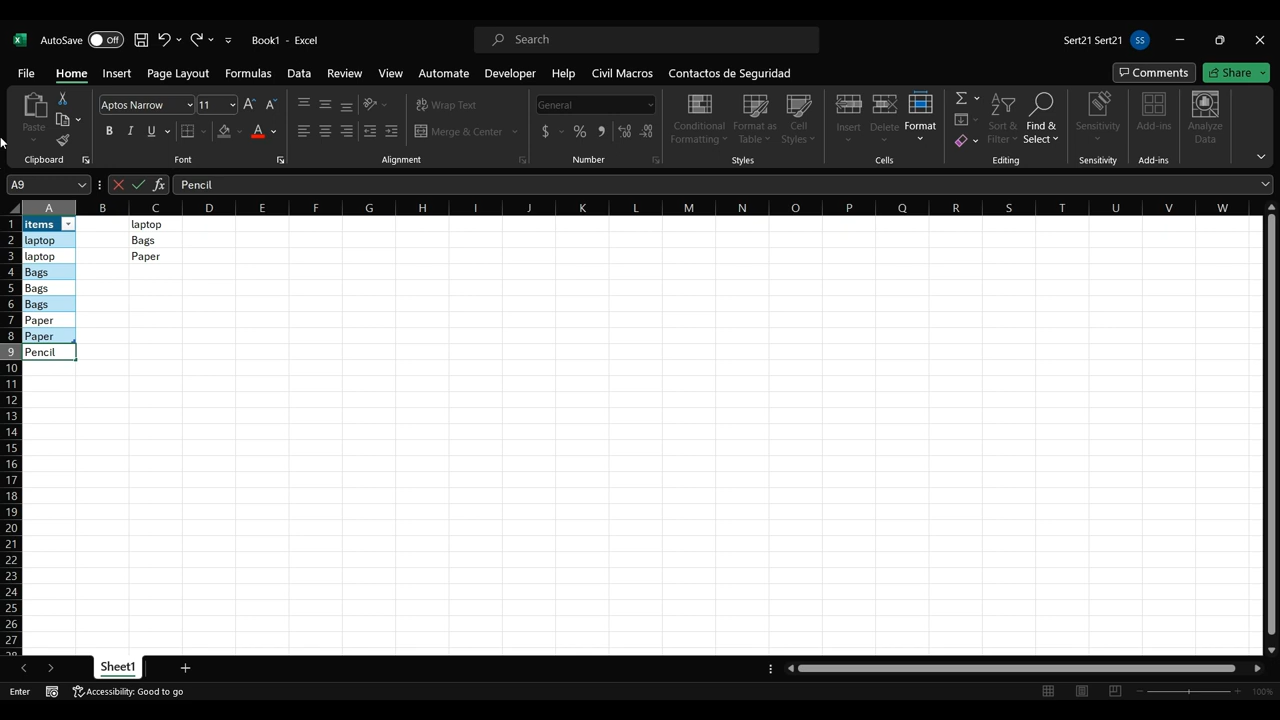 AutoSave Off Book1 - Excel Search Sert21 Sert21 SS
File Home Insert Page Layout Formulas Data Review View Automate Developer Help Civil Macros Contactos de Seguridad Comments Share
Paste
Clipboard
Aptos Narrow 11 A A
B I U A
Font
Wrap Text
Merge & Center
Alignment
General
$ % 9
Number
Conditional Formatting
Format as Table
Cell Styles
Styles
Insert
Delete
Format
Cells
Sort & Filter
Find & Select
Editing
Sensitivity
Sensitivity
Add-ins
Add-ins
Analyze Data
A9 fx Pencil
A B C D E F G H I J K L M N O P Q R S T U V W
1 items laptop
2 laptop Bags
3 laptop Paper
4 Bags
5 Bags
6 Bags
7 Paper
8 Paper
9 Pencil
10
11
12
13
14
15
16
17
18
19
20
21
22
23
24
25
26
27
28
Sheet1
Enter Accessibility: Good to go 100%